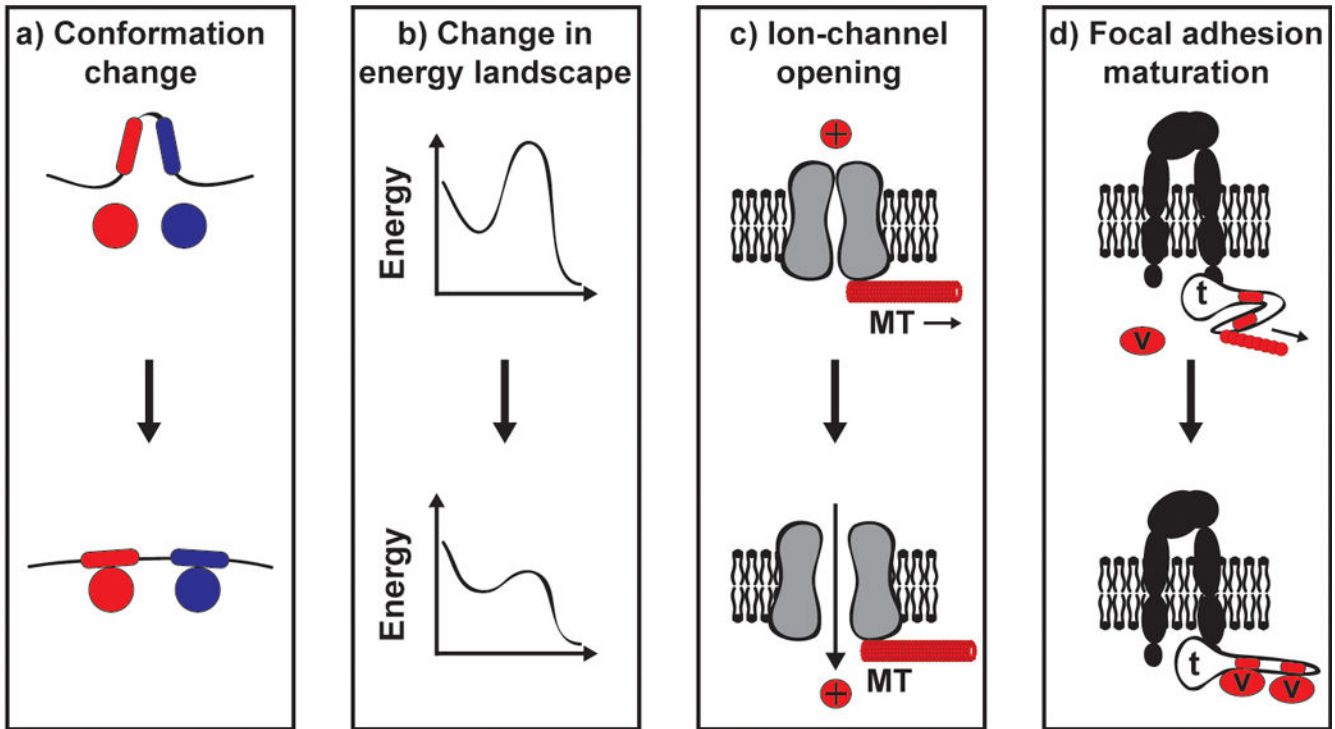 a) Conformation
change
b) Change in
energy landscape
Energy
Energy
c) Ion-channel
opening
+
MT
+
MT
d) Focal adhesion
maturation
t
V
t
V V